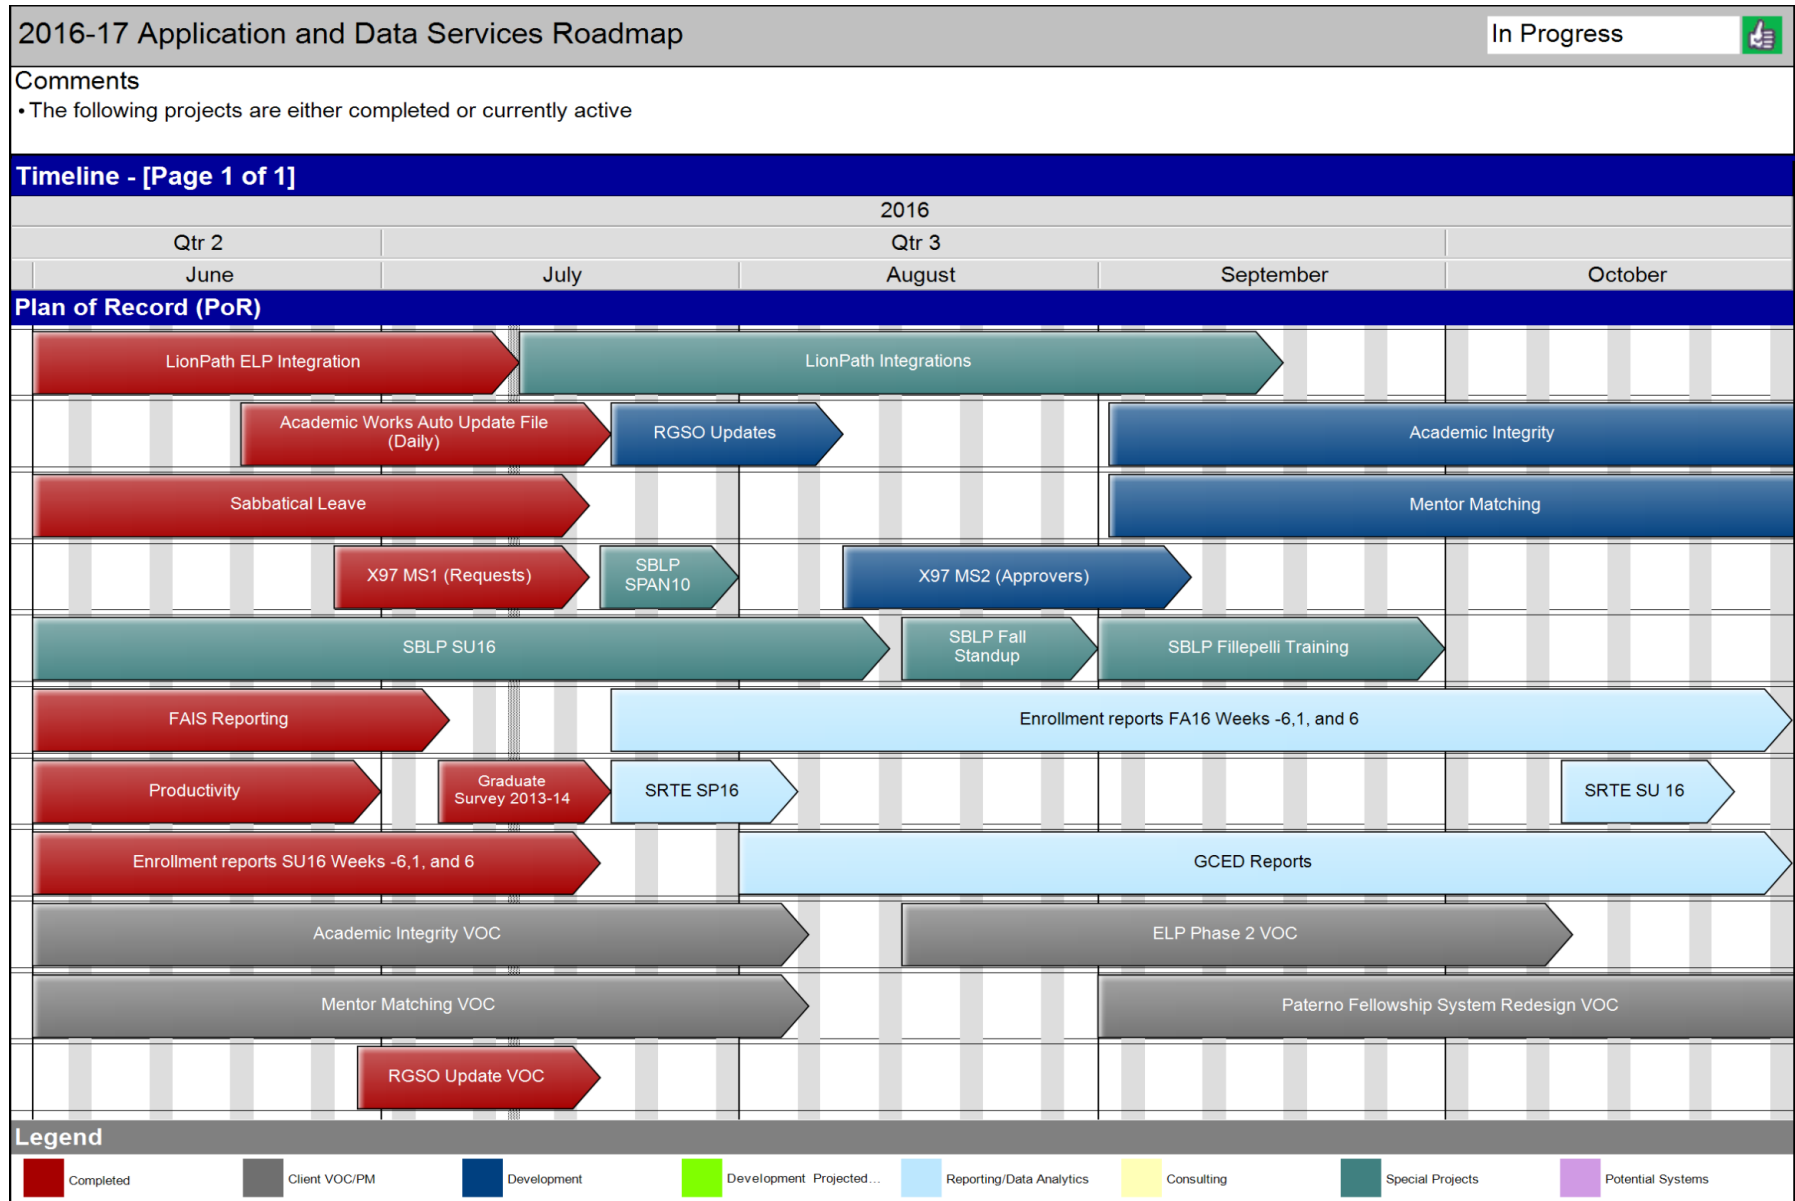 2016-17 Application and Data Services Roadmap
In Progress
Comments
• The following projects are either completed or currently active
Timeline - [Page 1 of 1]
2016
Qtr 2
Qtr 3
June
July
August
September
October
Plan of Record (PoR)
LionPath ELP Integration
LionPath Integrations
Academic Works Auto Update File
(Daily)
RGSO Updates
Academic Integrity
Sabbatical Leave
Mentor Matching
X97 MS1 (Requests)
SBLP
SPAN10
X97 MS2 (Approvers)
SBLP SU16
SBLP Fall
Standup
SBLP Fillepelli Training
FAIS Reporting
Enrollment reports FA16 Weeks -6,1, and 6
Productivity
Graduate
Survey 2013-14
SRTE SP16
SRTE SU 16
Enrollment reports SU16 Weeks -6,1, and 6
GCED Reports
Academic Integrity VOC
ELP Phase 2 VOC
Mentor Matching VOC
Paterno Fellowship System Redesign VOC
RGSO Update VOC
Legend
Completed
Client VOC/PM
Development
Development Projected...
Reporting/Data Analytics
Consulting
Special Projects
Potential Systems